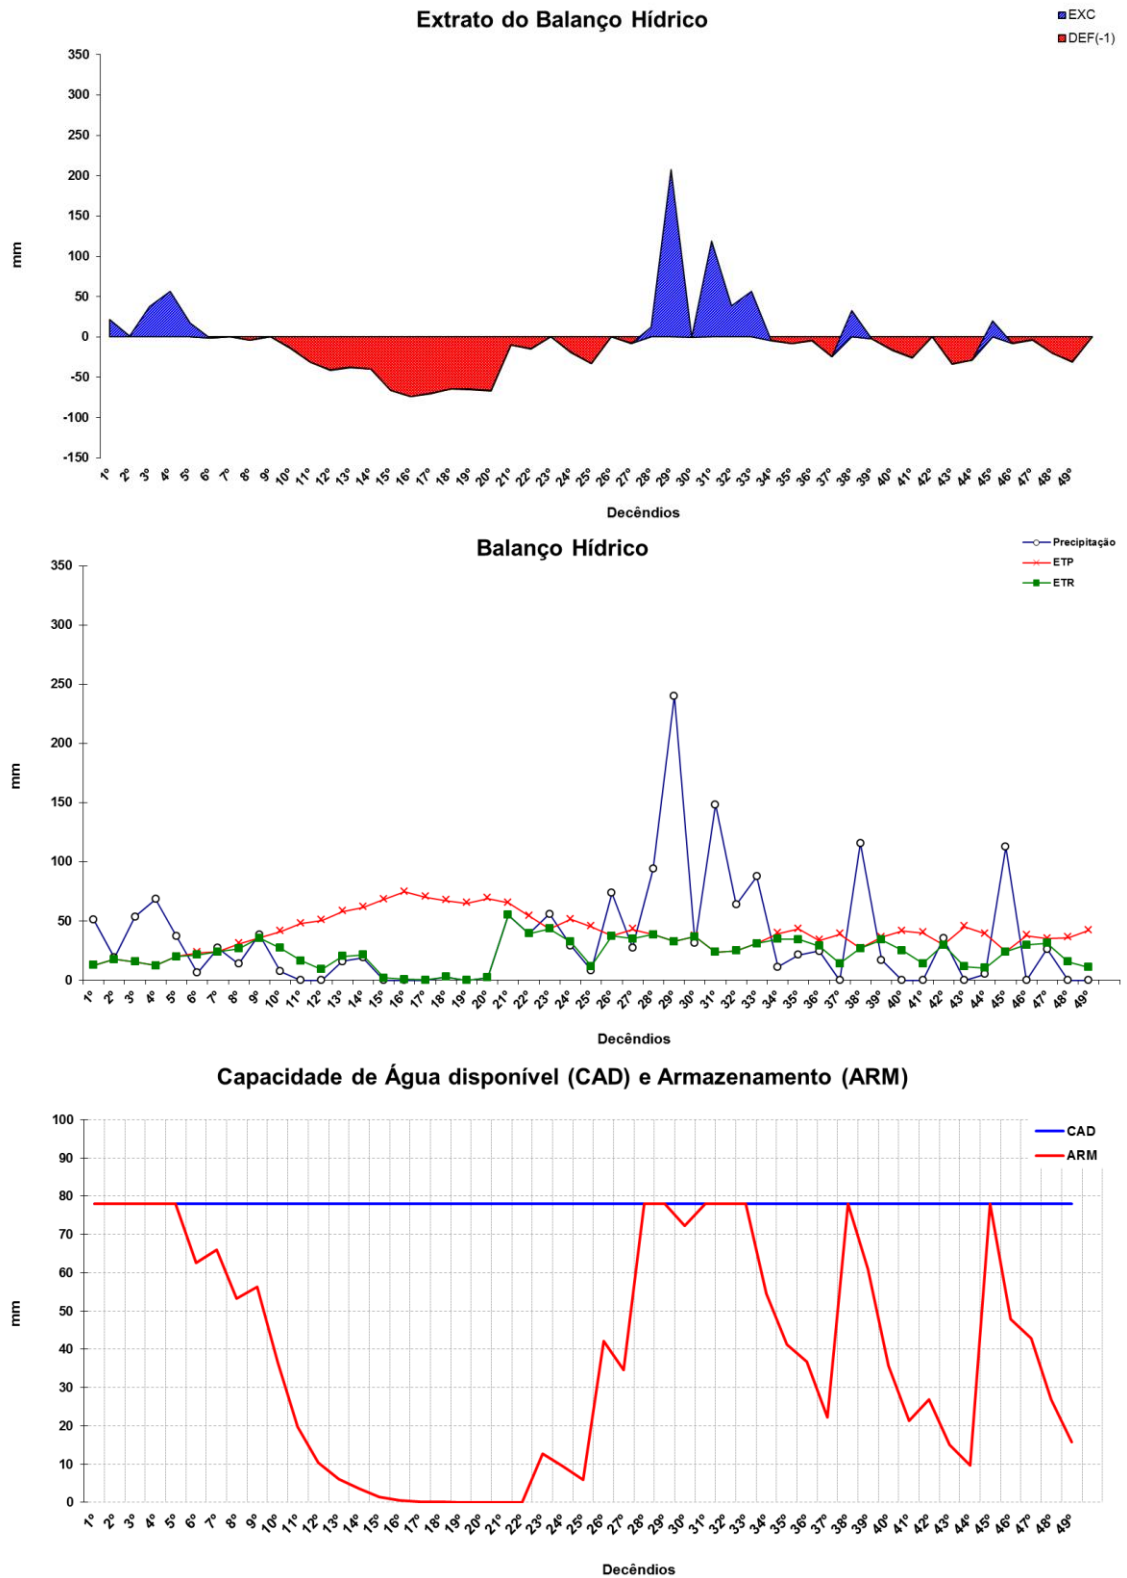 Extrato do Balanço Hídrico
EXC
DEF(-1)
350
300
250
200
150
100
50
0
-50
-100
-150
mm
1º 2º 3º 4º 5º 6º 7º 8º 9º 10º 11º 12º 13º 14º 15º 16º 17º 18º 19º 20º 21º 22º 23º 24º 25º 26º 27º 28º 29º 30º 31º 32º 33º 34º 35º 36º 37º 38º 39º 40º 41º 42º 43º 44º 45º 46º 47º 48º 49º
Decêndios
Balanço Hídrico
Precipitação
ETP
ETR
350
300
250
200
150
100
50
0
mm
1º 2º 3º 4º 5º 6º 7º 8º 9º 10º 11º 12º 13º 14º 15º 16º 17º 18º 19º 20º 21º 22º 23º 24º 25º 26º 27º 28º 29º 30º 31º 32º 33º 34º 35º 36º 37º 38º 39º 40º 41º 42º 43º 44º 45º 46º 47º 48º 49º
Decêndios
Capacidade de Água disponível (CAD) e Armazenamento (ARM)
CAD
ARM
100
90
80
70
60
50
40
30
20
10
0
mm
1º 2º 3º 4º 5º 6º 7º 8º 9º 10º 11º 12º 13º 14º 15º 16º 17º 18º 19º 20º 21º 22º 23º 24º 25º 26º 27º 28º 29º 30º 31º 32º 33º 34º 35º 36º 37º 38º 39º 40º 41º 42º 43º 44º 45º 46º 47º 48º 49º
Decêndios